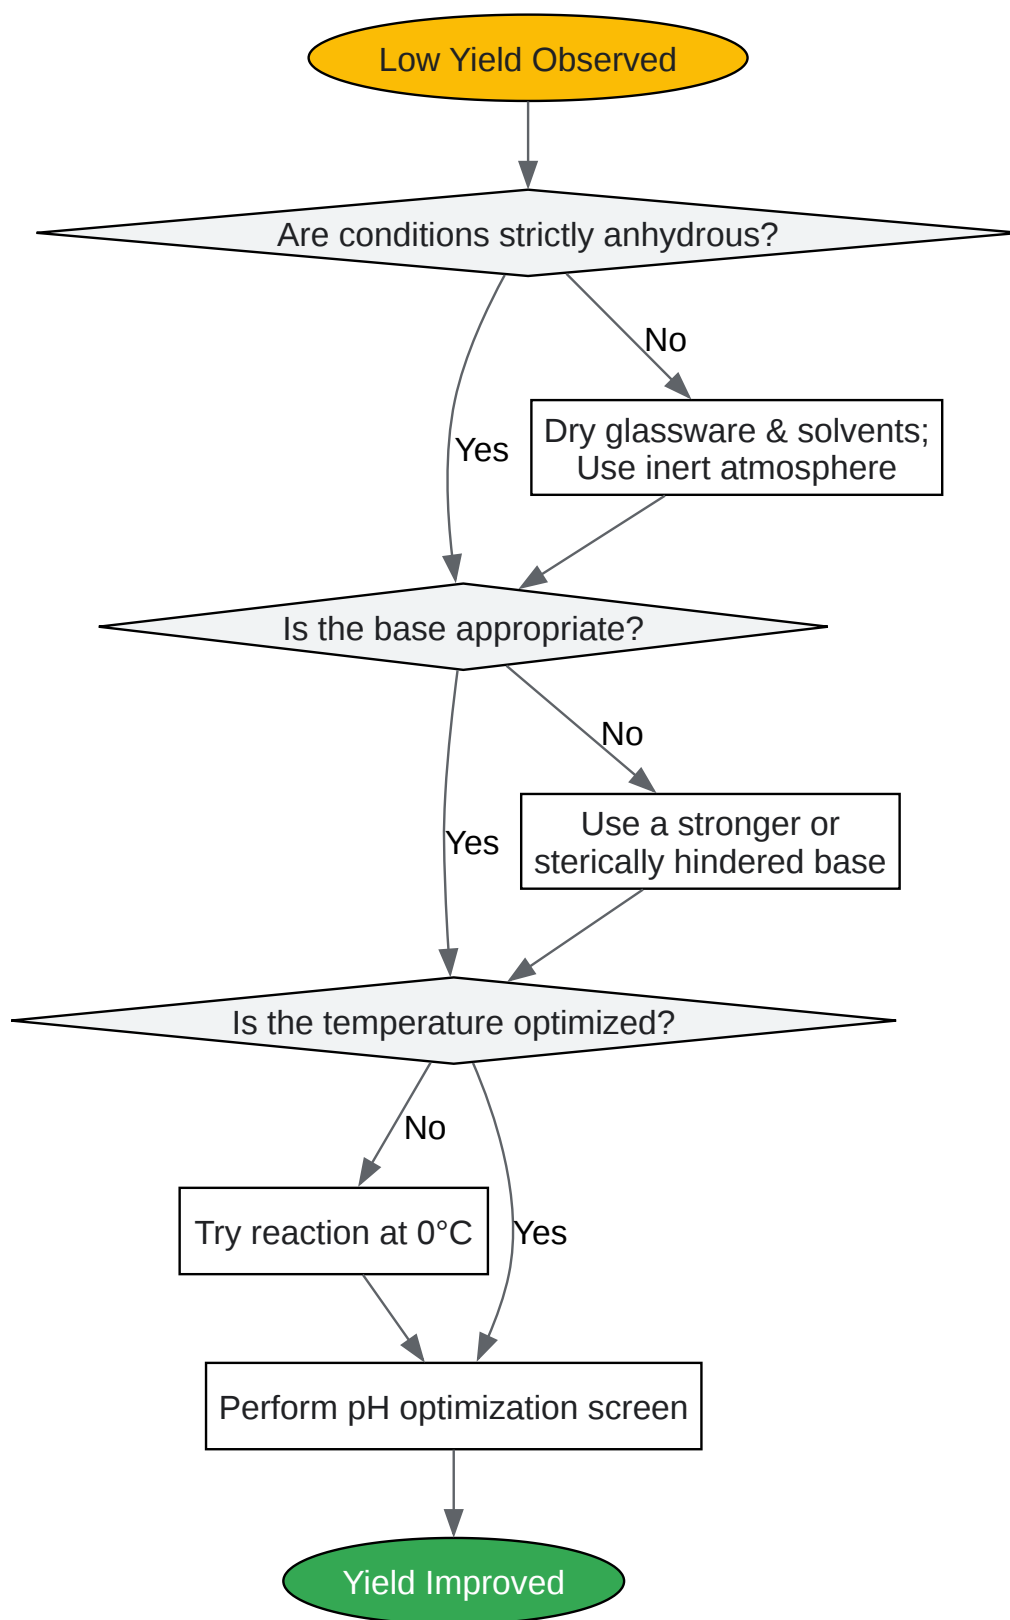 Low Yield Observed
Are conditions strictly anhydrous?
No
Dry glassware & solvents;
Use inert atmosphere
Yes
Is the base appropriate?
No
Use a stronger or
sterically hindered base
Yes
Is the temperature optimized?
No
Try reaction at 0°C
Yes
Perform pH optimization screen
Yield Improved